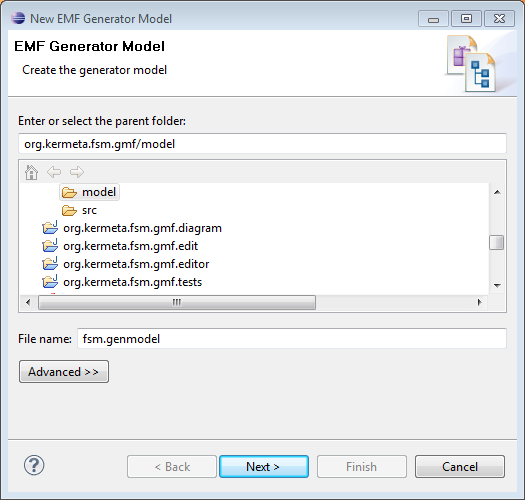 New EMF Generator Model
EMF Generator Model
Create the generator model
Enter or select the parent folder:
org.kermeta.fsm.gmf/model
model
src
org.kermeta.fsm.gmf.diagram
org.kermeta.fsm.gmf.edit
org.kermeta.fsm.gmf.editor
org.kermeta.fsm.gmf.tests
File name: fsm.genmodel
Advanced >>
? < Back Next > Finish Cancel